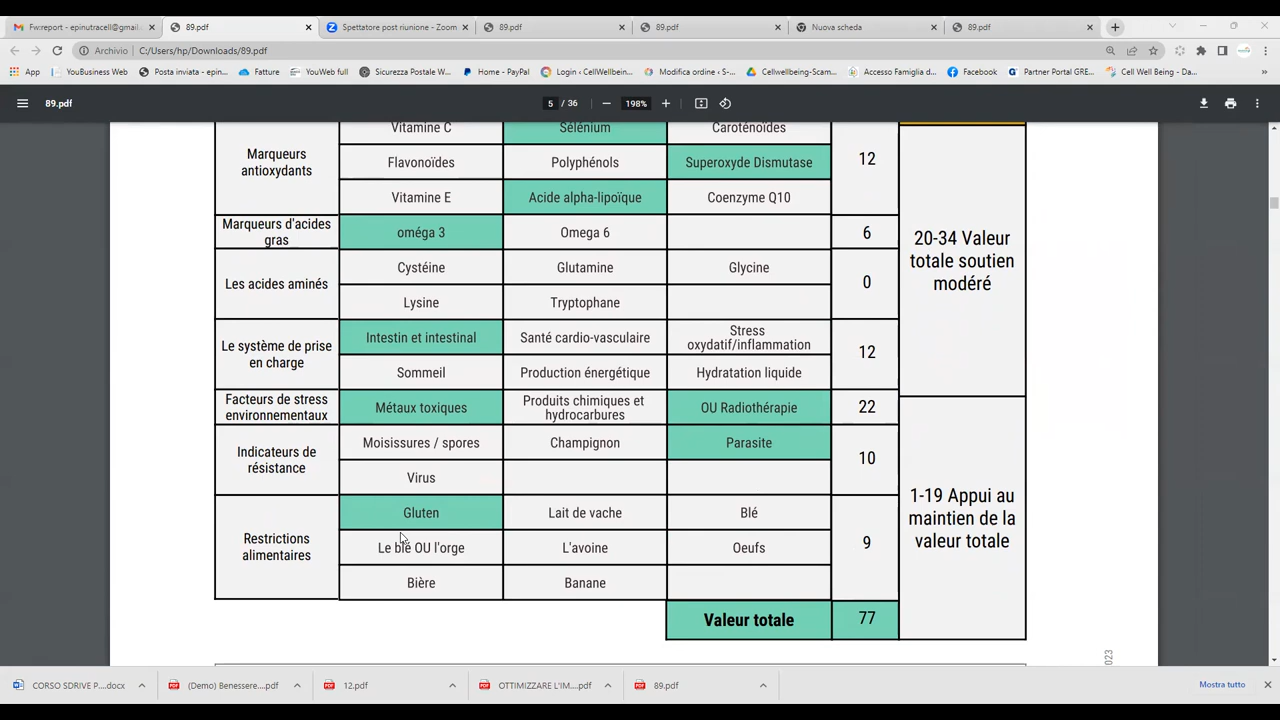 Fw:report - epinutracell@gmail.
89.pdf
Spettatore post riunione - Zoom
89.pdf
89.pdf
Nuova scheda
89.pdf
Archivio
C:/Users/hp/Downloads/89.pdf
App
YouBusiness Web
Posta inviata - epin...
Fatture
YouWeb full
Sicurezza Postale W...
Home - PayPal
Login ‹ CellWellbein...
Modifica ordine ‹ S...
Cellwellbeing-Scam...
Accesso Famiglia d...
Facebook
Partner Portal GRE...
Cell Well Being - Da...
»
89.pdf
5 / 36
198%
Vitamine C
Sélénium
Caroténoïdes
Marqueurs
antioxydants
Flavonoïdes
Polyphénols
Superoxyde Dismutase
12
Vitamine E
Acide alpha-lipoïque
Coenzyme Q10
Marqueurs d'acides
gras
oméga 3
Omega 6
6
20-34 Valeur
totale soutien
modéré
Les acides aminés
Cystéine
Glutamine
Glycine
0
Lysine
Tryptophane
Le système de prise
en charge
Intestin et intestinal
Santé cardio-vasculaire
Stress
oxydatif/inflammation
12
Sommeil
Production énergétique
Hydratation liquide
Facteurs de stress
environnementaux
Métaux toxiques
Produits chimiques et
hydrocarbures
OU Radiothérapie
22
Indicateurs de
résistance
Moisissures / spores
Champignon
Parasite
10
Virus
1-19 Appui au
maintien de la
valeur totale
Restrictions
alimentaires
Gluten
Lait de vache
Blé
9
Le blé OU l'orge
L'avoine
Oeufs
Bière
Banane
Valeur totale
77
023
CORSO SDRIVE P....docx
(Demo) Benessere....pdf
12.pdf
OTTIMIZZARE L'IM....pdf
89.pdf
Mostra tutto